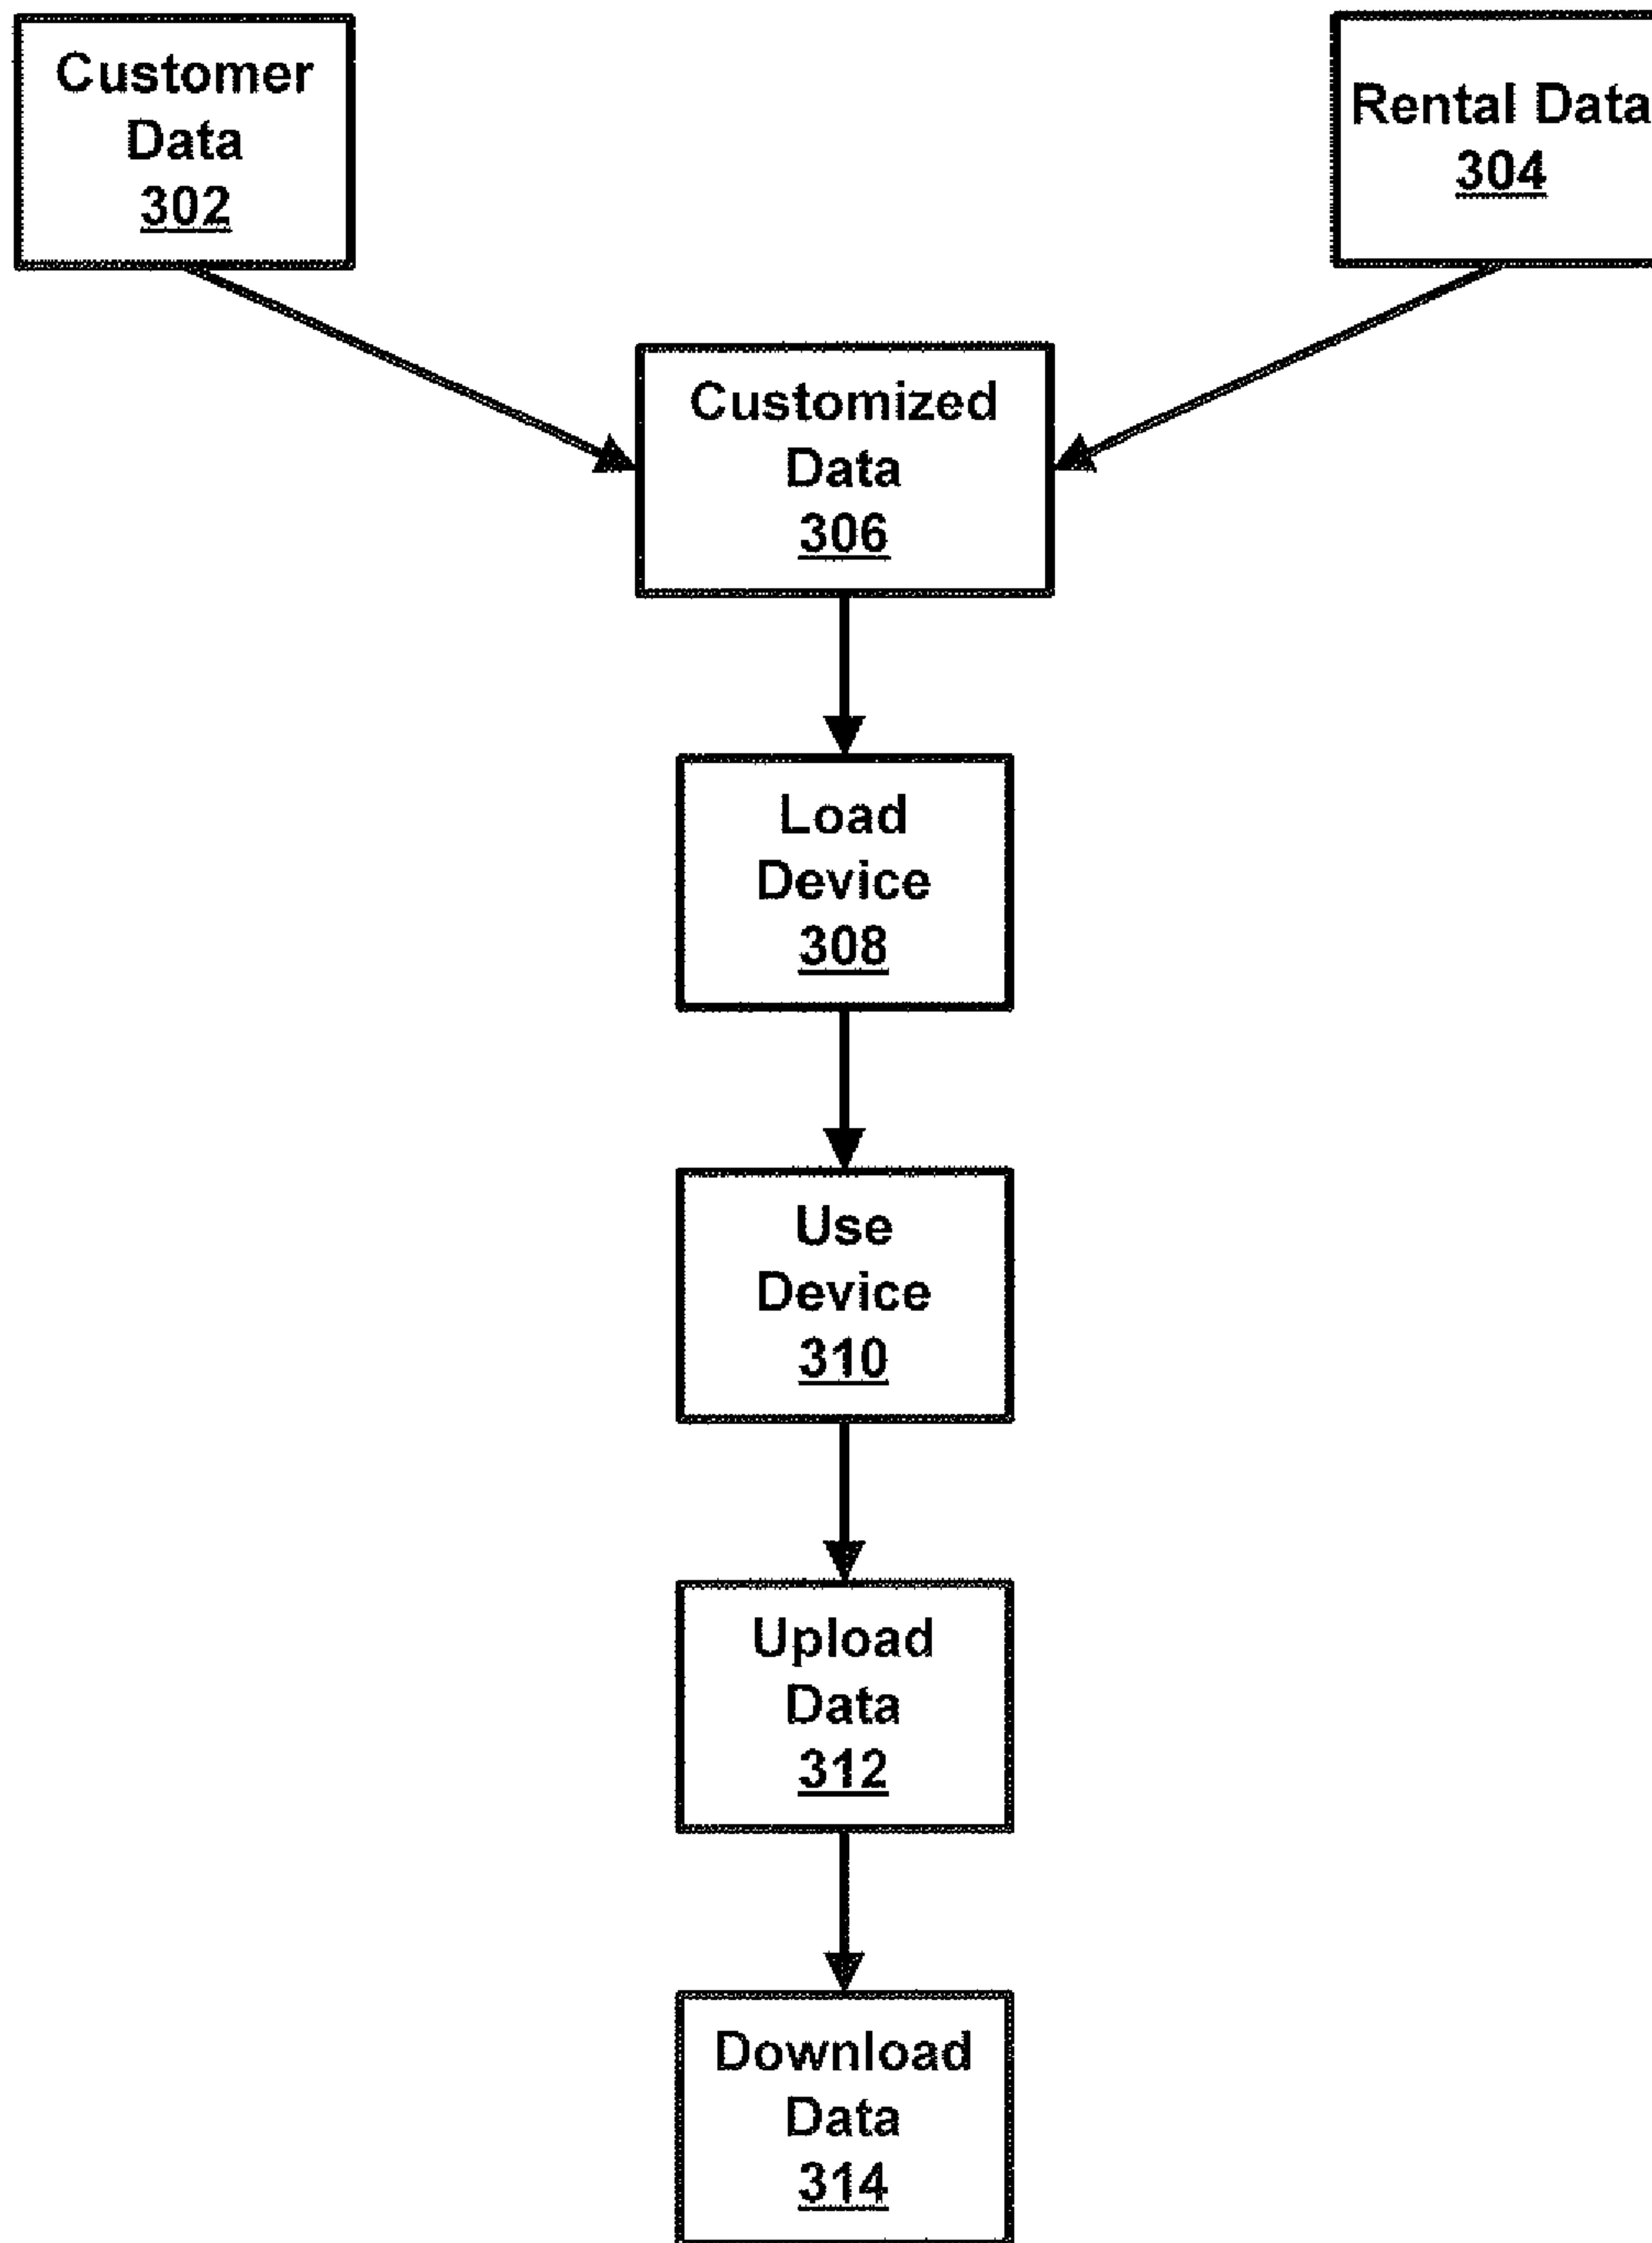 Customer
Data
302
Rental Data
304
Customized
Data
306
Load
Device
308
Use
Device
310
Upload
Data
312
Download
Data
314